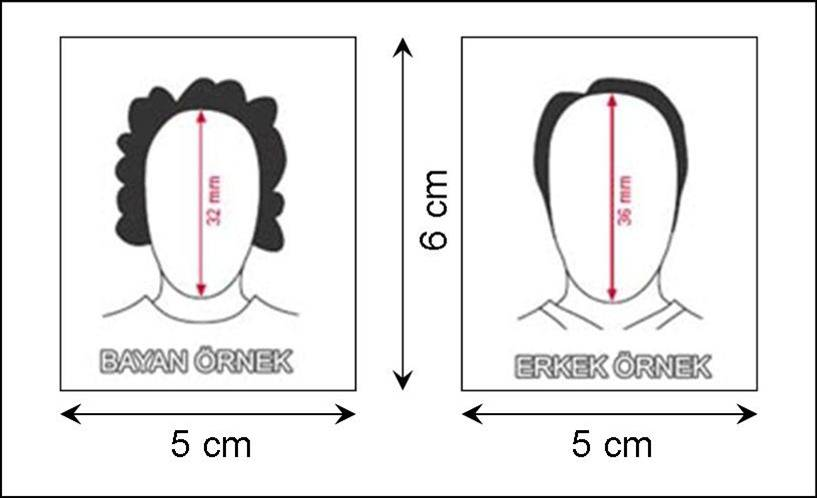 32 mm
BAYAN ÖRNEK
5 cm
6 cm
36 mm
ERKEK ÖRNEK
5 cm